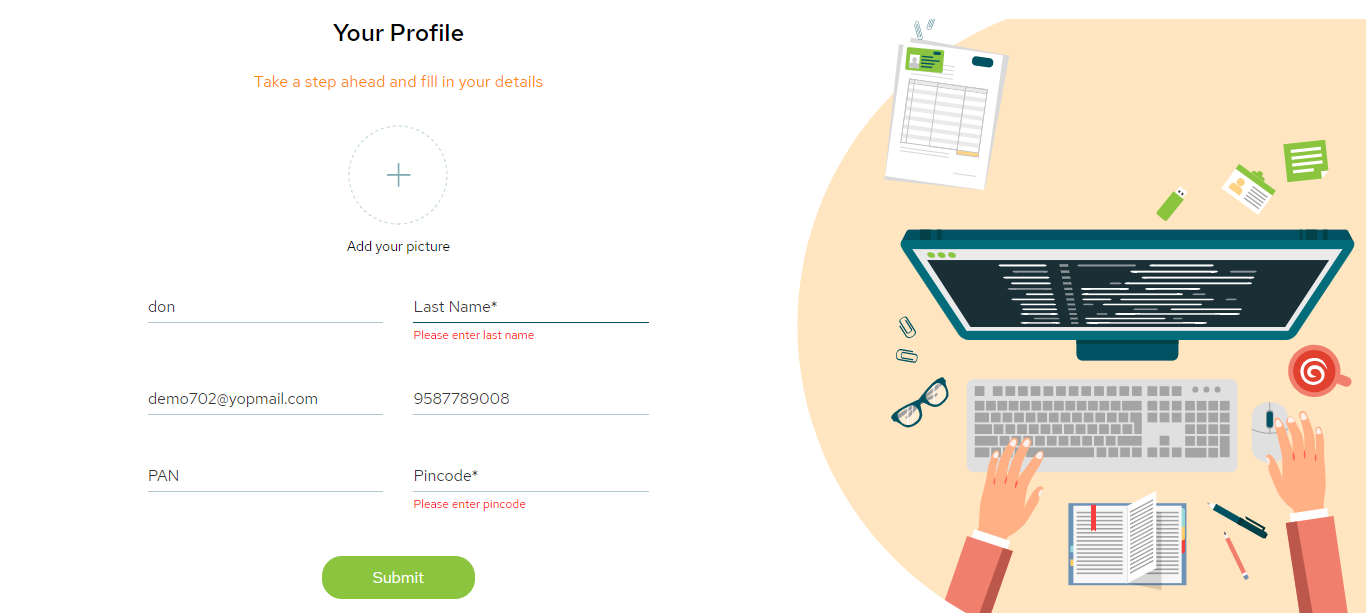 Your Profile
Take a step ahead and fill in your details
Add your picture
don
Last Name*
Please enter last name
demo702@yopmail.com
9587789008
PAN
Pincode*
Please enter pincode
Submit